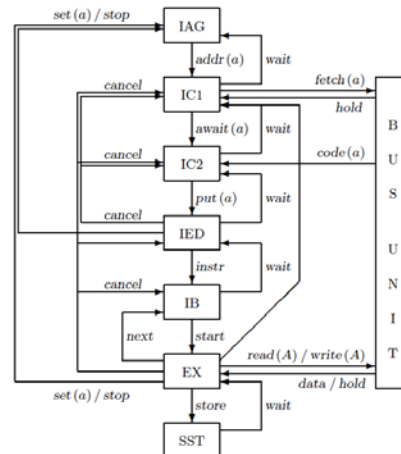 set(a) / stop
IAG
addr(a)
wait
cancel
fetch(a)
IC1
hold
await(a)
wait
cancel
code(a)
IC2
put(a)
wait
cancel
IED
instr
wait
cancel
IB
next
start
read(A) / write(A)
EX
data / hold
set(a) / stop
store
wait
SST
B
U
S
U
N
I
T